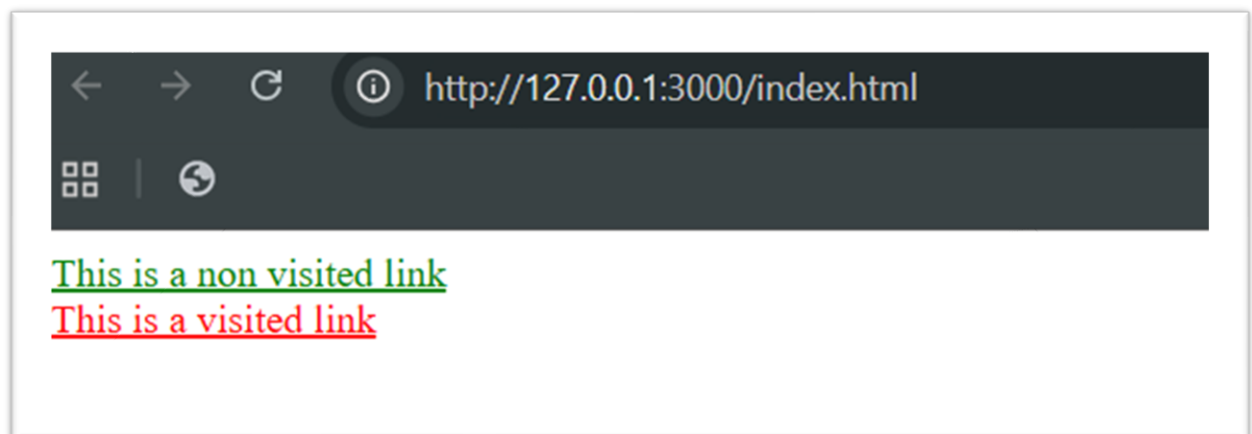 http://127.0.0.1:3000/index.html
This is a non visited link
This is a visited link